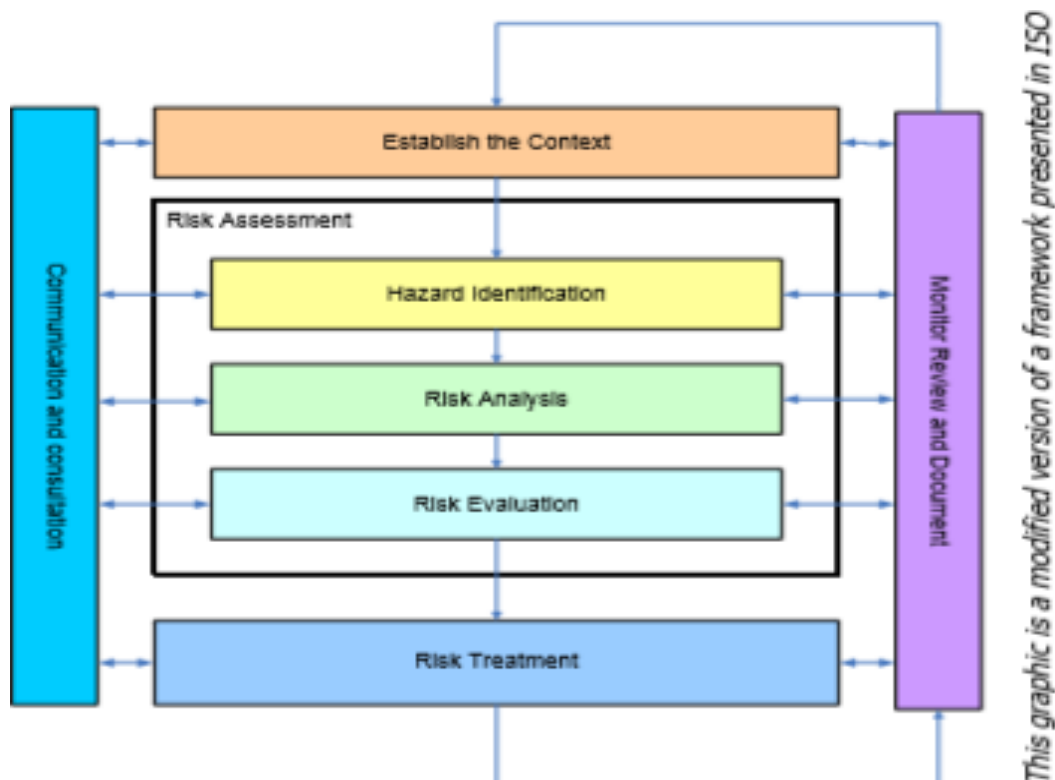 Establish the Context
Risk Assessment
Hazard Identification
Risk Analysis
Risk Evaluation
Risk Treatment
Communication and consultation
Monitor Review and Document
This graphic is a modified version of a framework presented in ISO